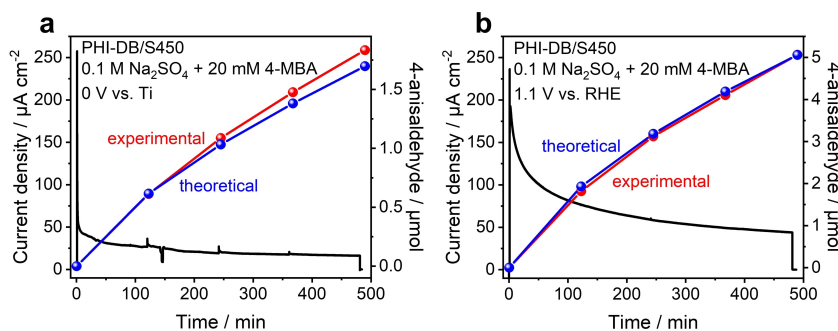 a
PHI-DB/S450
0.1 M Na₂SO₄ + 20 mM 4-MBA
0 V vs. Ti
experimental
theoretical
Current density / µA cm⁻²
250
200
150
100
50
0
4-anisaldehyde / µmol
1.5
1.0
0.5
0.0
0 100 200 300 400 500
Time / min
b
PHI-DB/S450
0.1 M Na₂SO₄ + 20 mM 4-MBA
1.1 V vs. RHE
theoretical
experimental
Current density / µA cm⁻²
250
200
150
100
50
0
4-anisaldehyde / µmol
5
4
3
2
1
0
0 100 200 300 400 500
Time / min